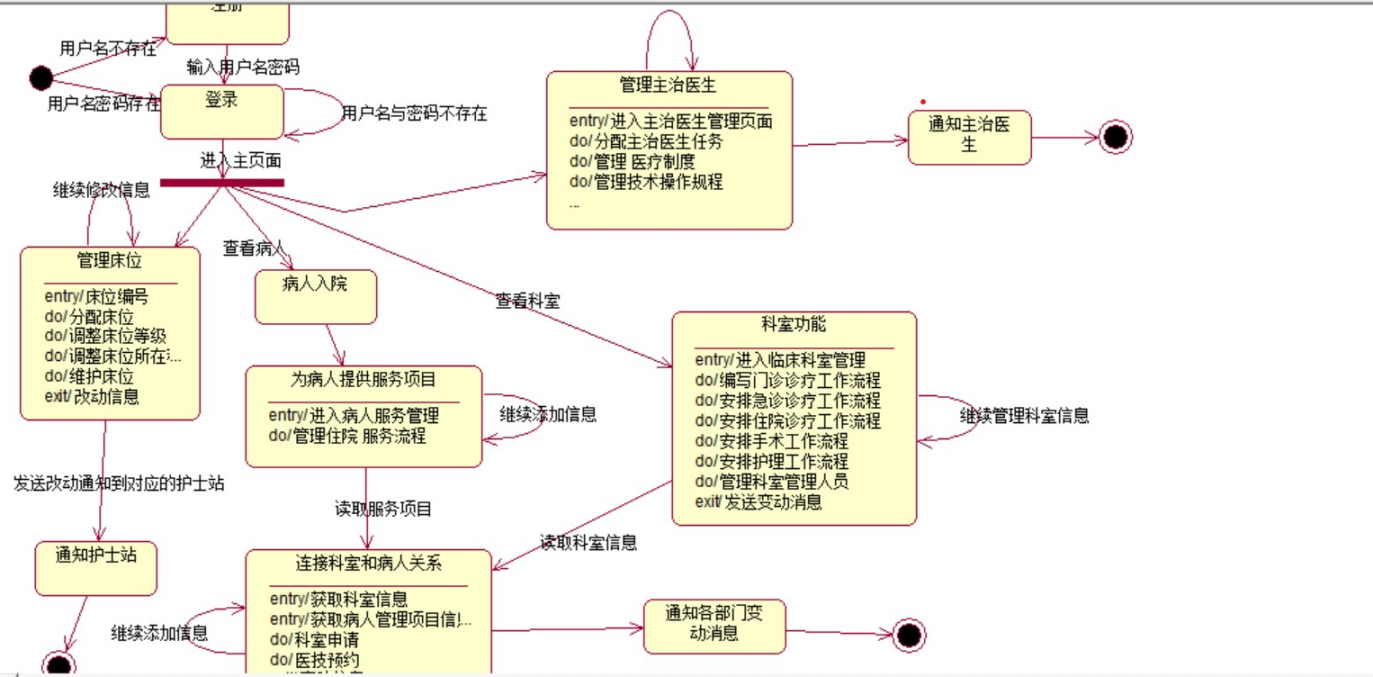 注册
用户名不存在
输入用户名密码
登录
用户名密码存在
用户名与密码不存在
进入主页面
管理主治医生
entry/进入主治医生管理页面
do/分配主治医生任务
do/管理 医疗制度
do/管理技术操作规程
...
通知主治医
生
继续修改信息
管理床位
entry/床位编号
do/分配床位
do/调整床位等级
do/调整床位所在...
do/维护床位
exit/改动信息
查看病人
病人入院
查看科室
为病人提供服务项目
entry/进入病人服务管理
do/管理住院 服务流程
继续添加信息
科室功能
entry/进入临床科室管理
do/编写门诊诊疗工作流程
do/安排急诊诊疗工作流程
do/安排住院诊疗工作流程
do/安排手术工作流程
do/安排护理工作流程
do/管理科室管理人员
exit/发送变动消息
继续管理科室信息
发送改动通知到对应的护士站
通知护士站
读取服务项目
读取科室信息
连接科室和病人关系
entry/获取科室信息
entry/获取病人管理项目信...
do/科室申请
do/医技预约
继续添加信息
通知各部门变
动消息